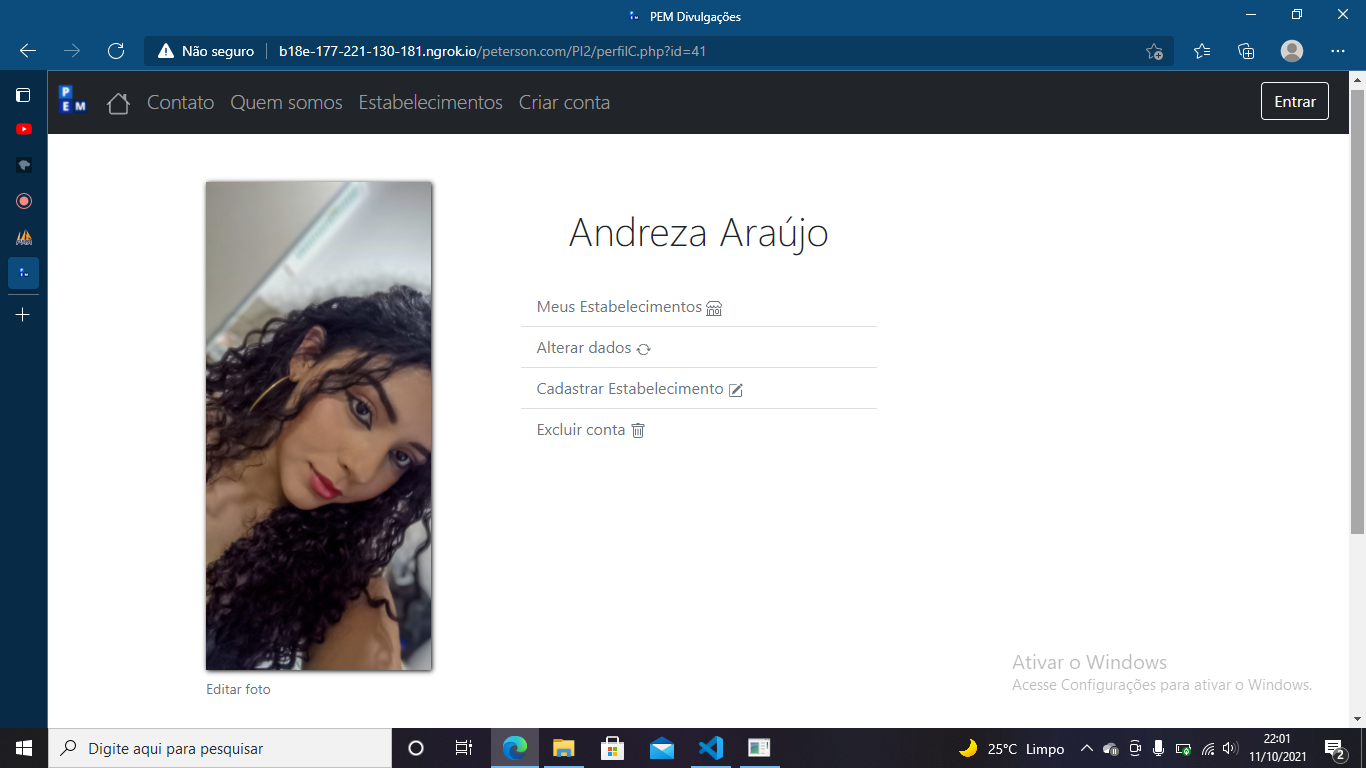 PEM Divulgações
Não seguro
b18e-177-221-130-181.ngrok.io/peterson.com/PI2/perfilC.php?id=41
P
E M
Contato
Quem somos
Estabelecimentos
Criar conta
Entrar
Andreza Araújo
Meus Estabelecimentos
Alterar dados
Cadastrar Estabelecimento
Excluir conta
Editar foto
Ativar o Windows
Acesse Configurações para ativar o Windows.
Digite aqui para pesquisar
25°C Limpo
22:01
11/10/2021
2